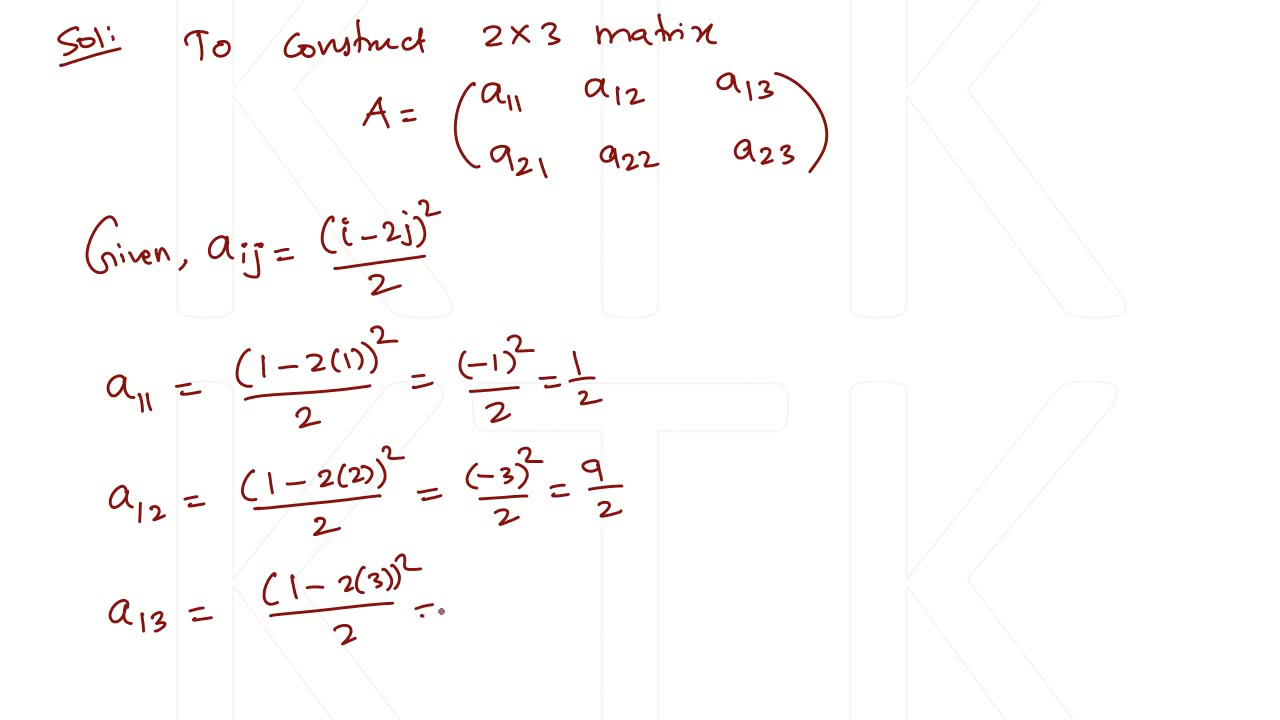 Sol: To construct 2×3 matrix
A = (a₁₁ a₁₂ a₁₃
a₂₁ a₂₂ a₂₃)
Given, aᵢⱼ = (i-2j)²/2
a₁₁ = (1-2(1))²/2 = (-1)²/2 = 1/2
a₁₂ = (1-2(2))²/2 = (-3)²/2 = 9/2
a₁₃ = (1-2(3))²/2 =
KTK
KTK